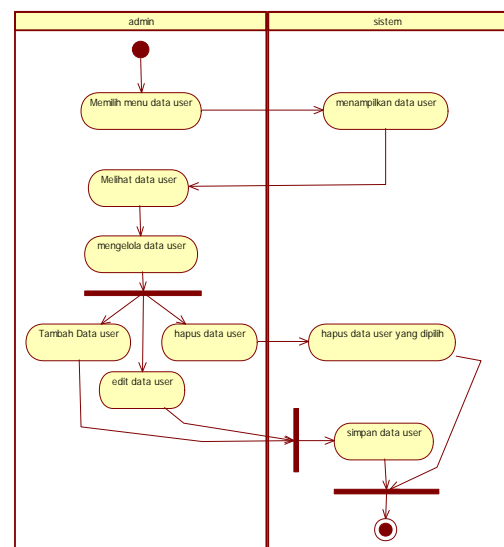 admin
sistem
Memilih menu data user
menampilkan data user
Melihat data user
mengelola data user
Tambah Data user
hapus data user
hapus data user yang dipilih
edit data user
simpan data user